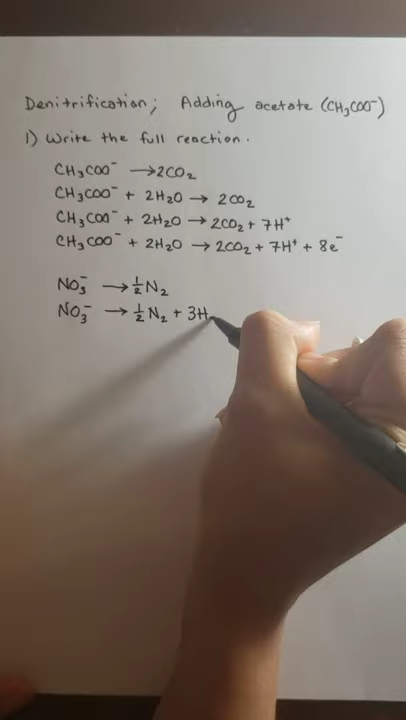 Denitrification; Adding acetate (CH₃COO⁻)
1) Write the full reaction.
CH₃COO⁻ → 2CO₂
CH₃COO⁻ + 2H₂O → 2CO₂
CH₃COO⁻ + 2H₂O → 2CO₂ + 7H⁺
CH₃COO⁻ + 2H₂O → 2CO₂ + 7H⁺ + 8e⁻
NO₃⁻ → ½N₂
NO₃⁻ → ½N₂ + 3H